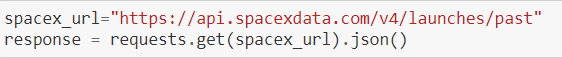 spacex_url="https://api.spacexdata.com/v4/launches/past"
response = requests.get(spacex_url).json()